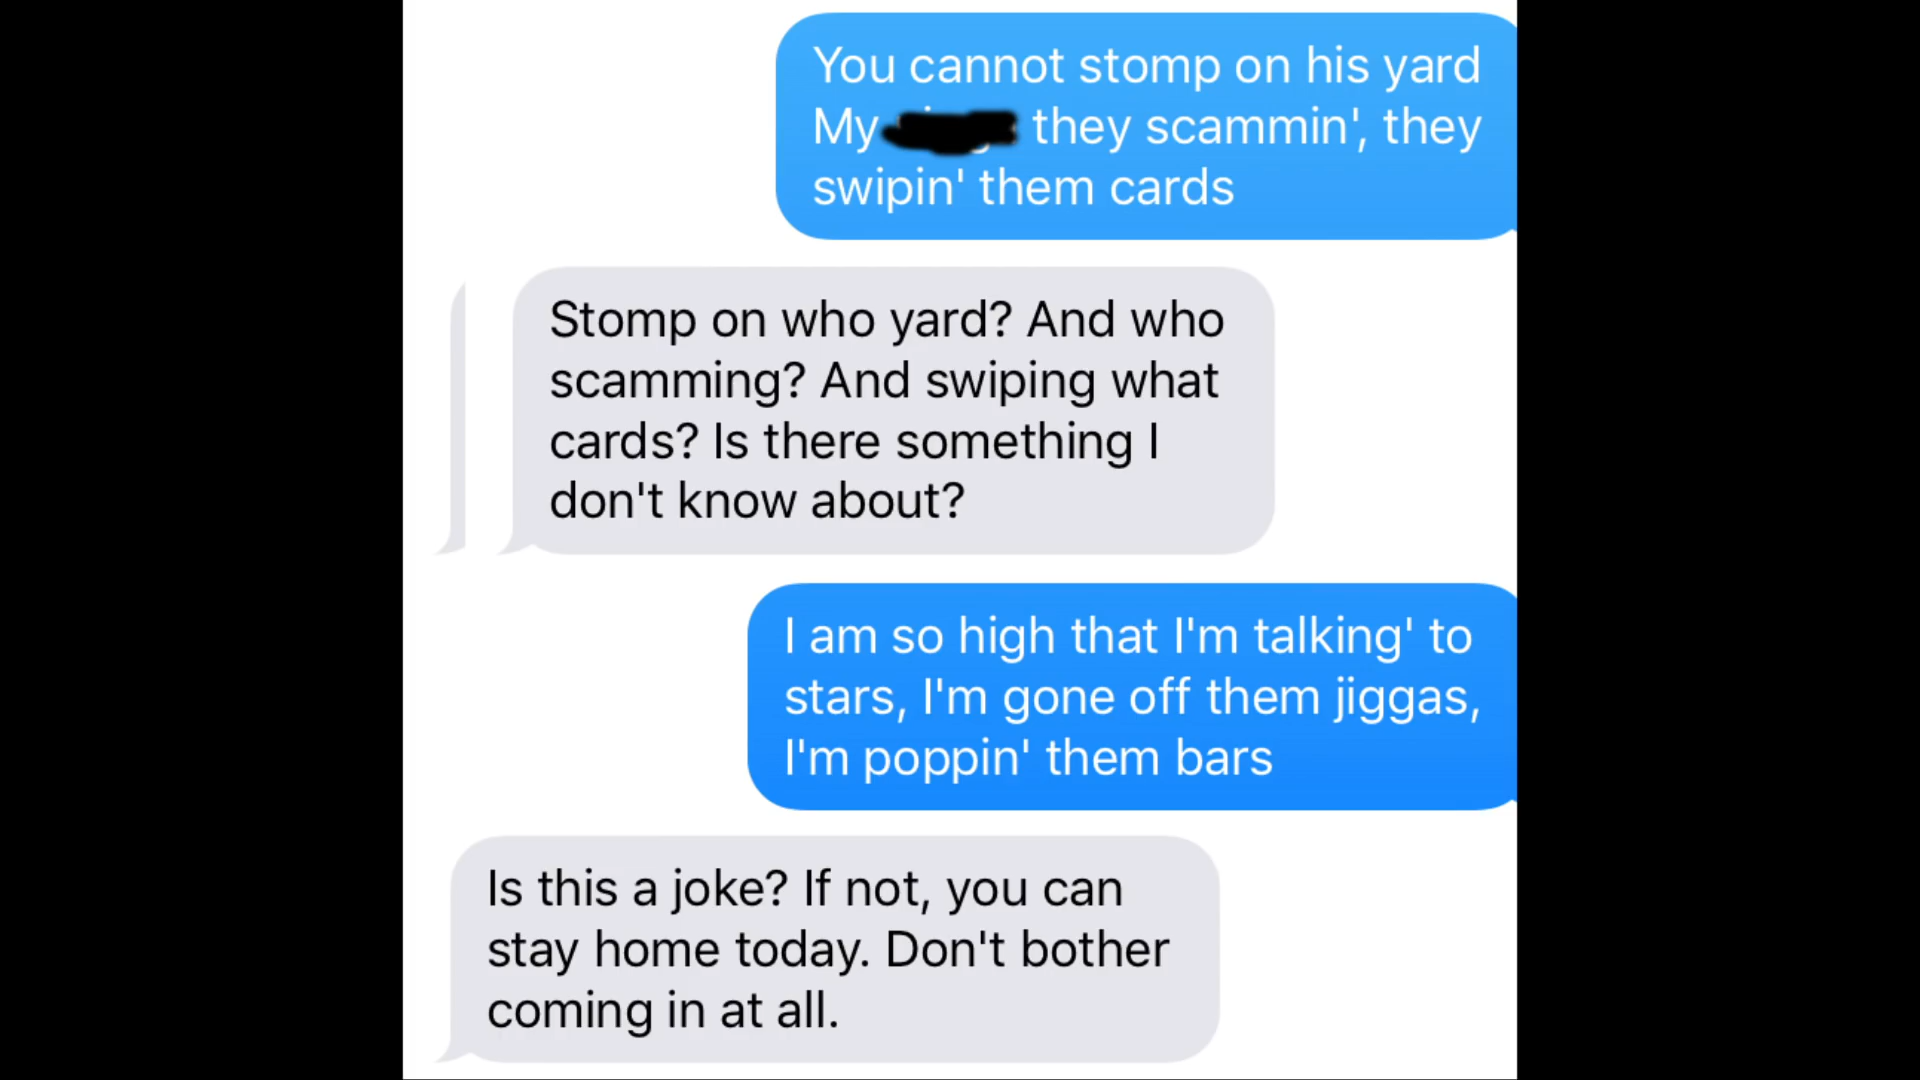 You cannot stomp on his yard
My they scammin', they
swipin' them cards
Stomp on who yard? And who
scamming? And swiping what
cards? Is there something I
don't know about?
I am so high that I'm talking' to
stars, I'm gone off them jiggas,
I'm poppin' them bars
Is this a joke? If not, you can
stay home today. Don't bother
coming in at all.